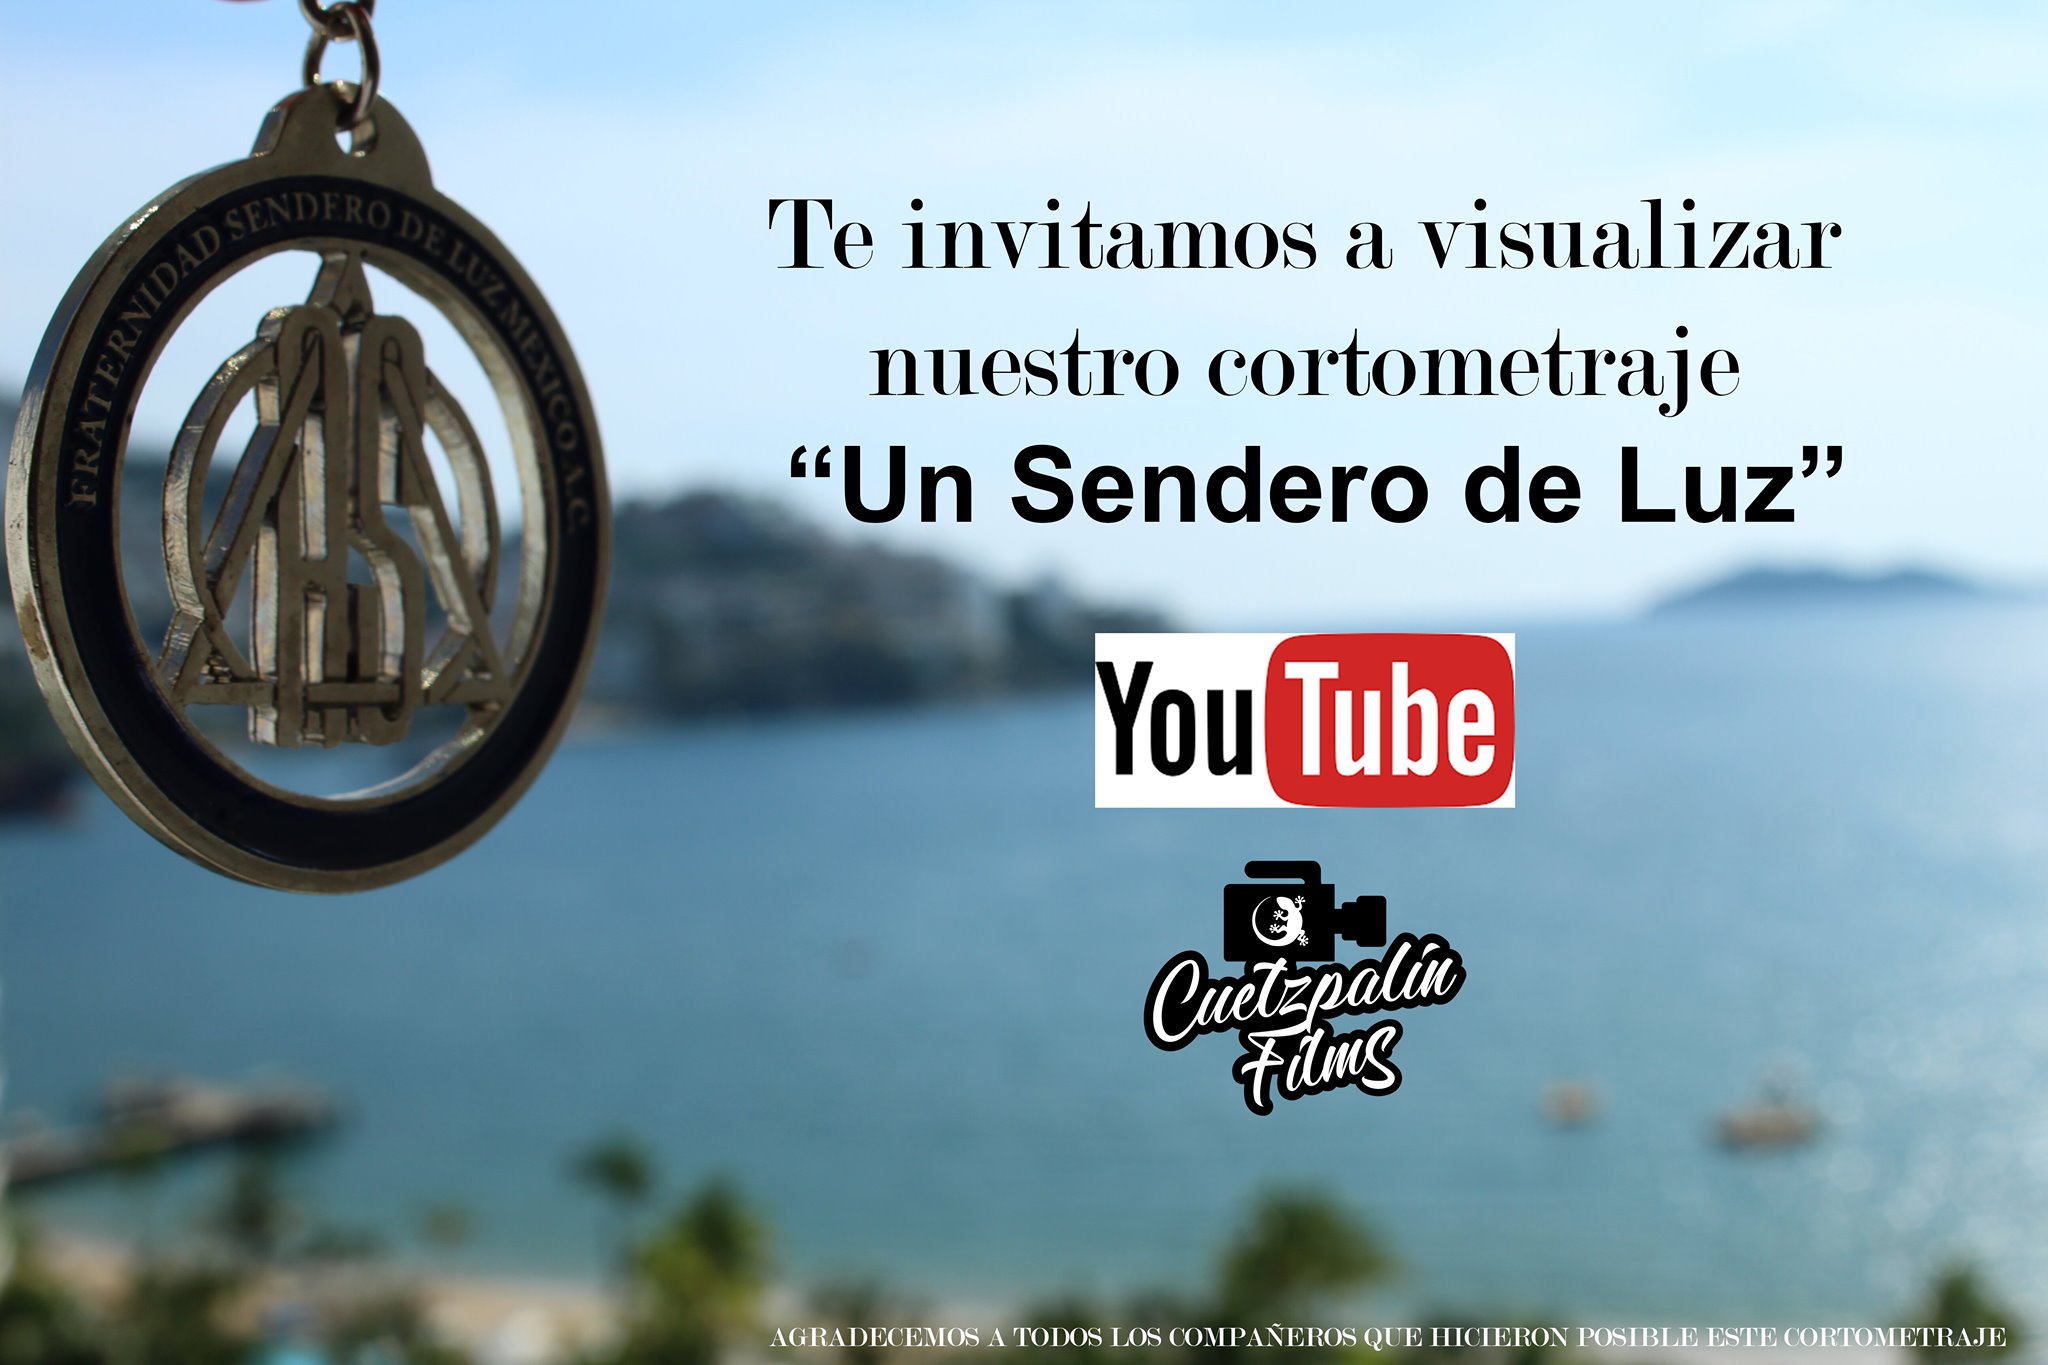 FRATERNIDAD SENDERO DE LUZ MEXICO A.C.
Te invitamos a visualizar
nuestro cortometraje
“Un Sendero de Luz”
YouTube
Cuetzpalín
Films
AGRADECEMOS A TODOS LOS COMPAÑEROS QUE HICIERON POSIBLE ESTE CORTOMETRAJE